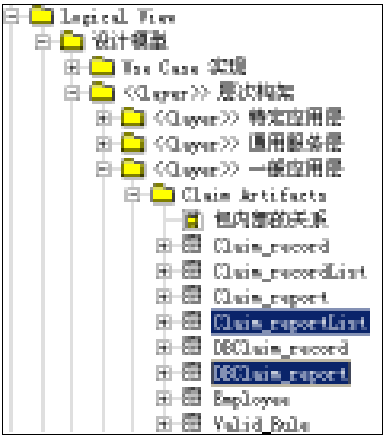 Logical View
设计模型
Use Case 实现
<<layer>> 层次构架
<<layer>> 特定应用层
<<layer>> 通用服务层
<<layer>> 一般应用层
Claim Artifacts
包内部的关系
Claim_record
Claim_recordList
Claim_report
Claim_reportList
DBClaim_record
DBClaim_report
Employee
Valid_Rule